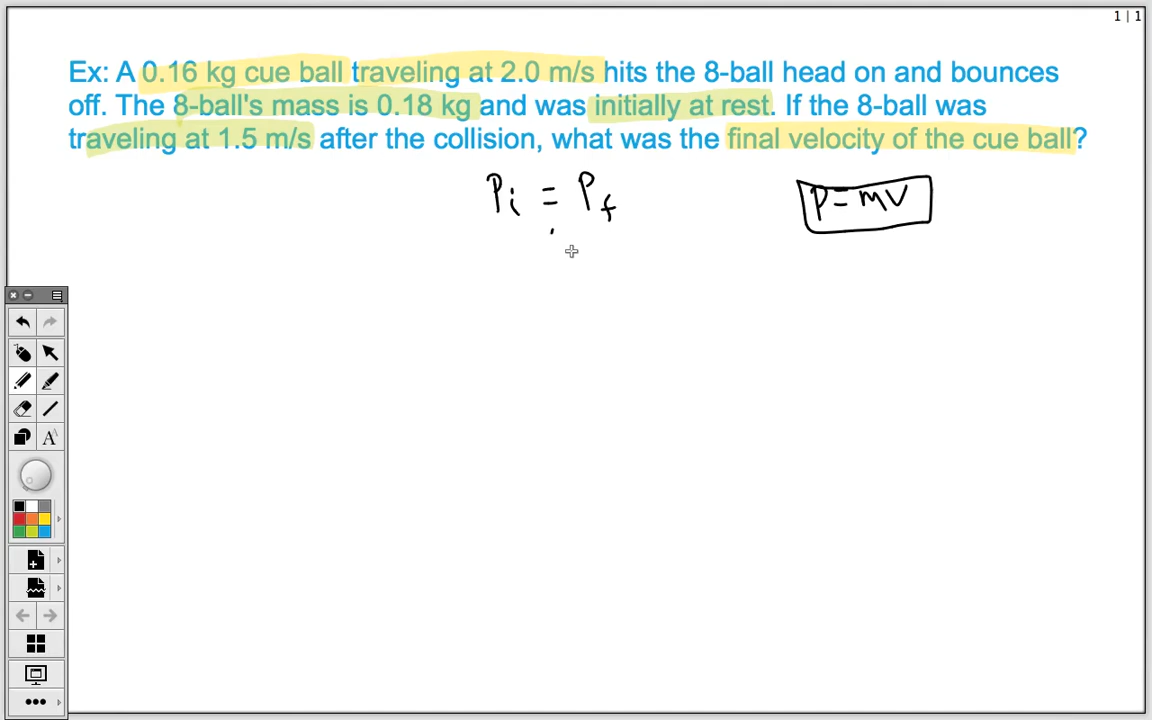 1 | 1
Ex: A 0.16 kg cue ball traveling at 2.0 m/s hits the 8-ball head on and bounces
off. The 8-ball's mass is 0.18 kg and was initially at rest. If the 8-ball was
traveling at 1.5 m/s after the collision, what was the final velocity of the cue ball?
Pi = Pf
P = mV